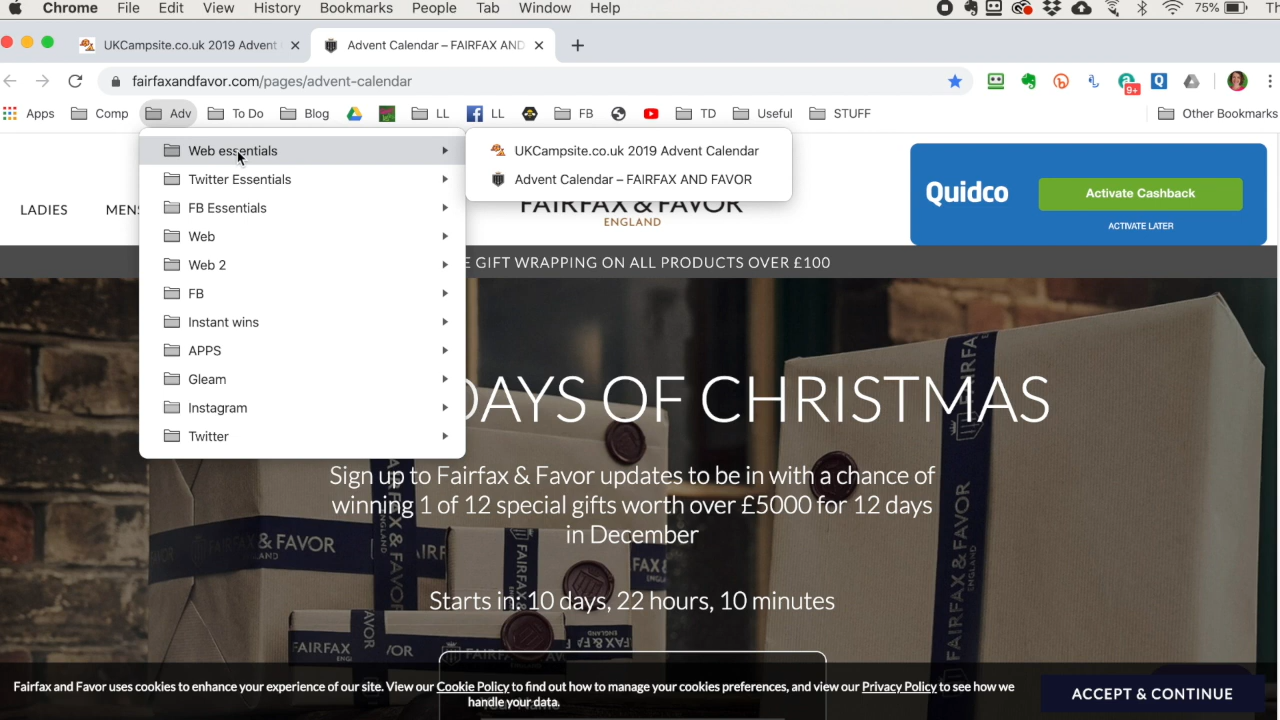 Chrome File Edit View History Bookmarks People Tab Window Help 75% Th
UKCampsite.co.uk 2019 Advent
Advent Calendar – FAIRFAX AND
fairfaxandfavor.com/pages/advent-calendar
9+
Apps Comp Adv To Do Blog LL LL FB TD Useful STUFF Other Bookmarks
Web essentials
Twitter Essentials
FB Essentials
Web
Web 2
FB
Instant wins
APPS
Gleam
Instagram
Twitter
UKCampsite.co.uk 2019 Advent Calendar
Advent Calendar – FAIRFAX AND FAVOR
Quidco
Activate Cashback
ACTIVATE LATER
LADIES MENS
FAIRFAX & FAVOR
ENGLAND
E GIFT WRAPPING ON ALL PRODUCTS OVER £100
DAYS OF CHRISTMAS
Sign up to Fairfax & Favor updates to be in with a chance of
winning 1 of 12 special gifts worth over £5000 for 12 days
in December
Starts in: 10 days, 22 hours, 10 minutes
& FAVOR
FAIRFAX
FAIRFAX & FAVOR
ENGLAND
Fairfax and Favor uses cookies to enhance your experience of our site. View our Cookie Policy to find out how to manage your cookies preferences, and view our Privacy Policy to see how we
handle your data.
ACCEPT & CONTINUE